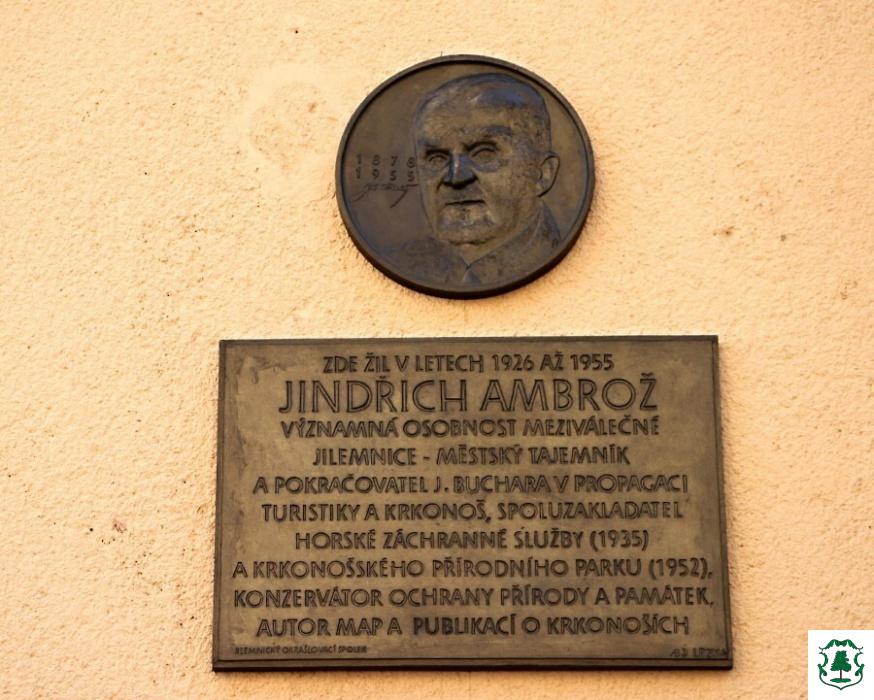 1878
1955
ZDE ŽIL V LETECH 1926 AŽ 1955
JINDŘICH AMBROŽ
VÝZNAMNÁ OSOBNOST MEZIVÁLEČNÉ
JILEMNICE - MĚSTSKÝ TAJEMNÍK
A POKRAČOVATEL J. BUCHARA V PROPAGACI
TURISTIKY A KRKONOŠ, SPOLUZAKLADATEL
HORSKÉ ZÁCHRANNÉ SLUŽBY (1935)
A KRKONOŠSKÉHO PŘÍRODNÍHO PARKU (1952),
KONZERVÁTOR OCHRANY PŘÍRODY A PAMÁTEK,
AUTOR MAP A PUBLIKACÍ O KRKONOŠÍCH
JILEMNICKÝ OKRAŠLOVACÍ SPOLEK